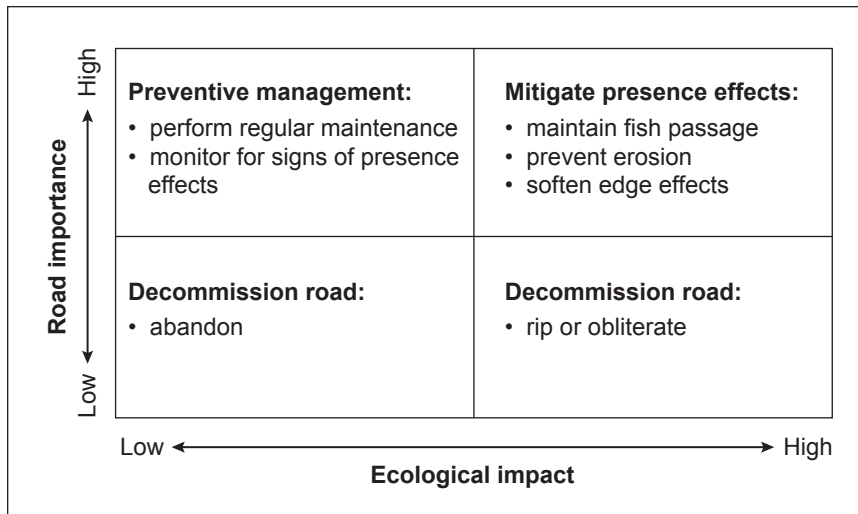 High
Road importance
Low
Preventive management:
• perform regular maintenance
• monitor for signs of presence
effects
Mitigate presence effects:
• maintain fish passage
• prevent erosion
• soften edge effects
Decommission road:
• abandon
Decommission road:
• rip or obliterate
Low
High
Ecological impact